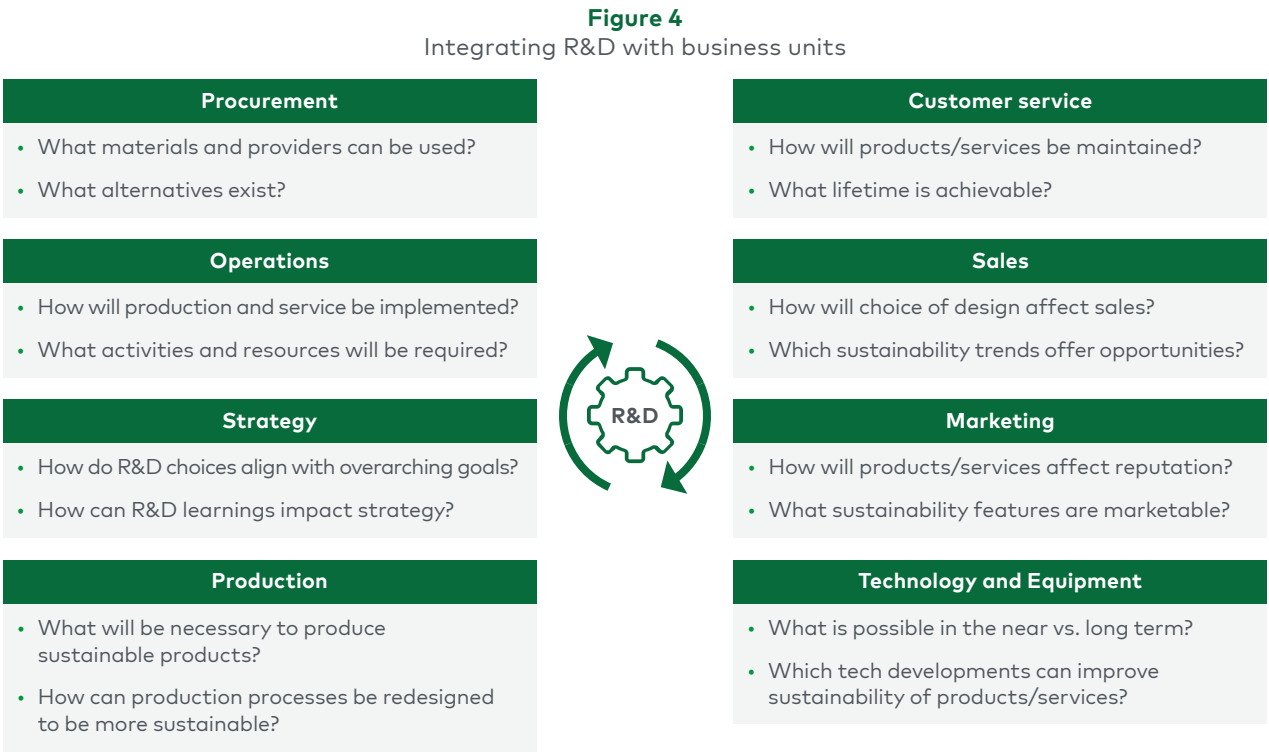 Figure 4
Integrating R&D with business units
Procurement
• What materials and providers can be used?
• What alternatives exist?
Operations
• How will production and service be implemented?
• What activities and resources will be required?
Strategy
• How do R&D choices align with overarching goals?
• How can R&D learnings impact strategy?
Production
• What will be necessary to produce
sustainable products?
• How can production processes be redesigned
to be more sustainable?
R&D
Customer service
• How will products/services be maintained?
• What lifetime is achievable?
Sales
• How will choice of design affect sales?
• Which sustainability trends offer opportunities?
Marketing
• How will products/services affect reputation?
• What sustainability features are marketable?
Technology and Equipment
• What is possible in the near vs. long term?
• Which tech developments can improve
sustainability of products/services?